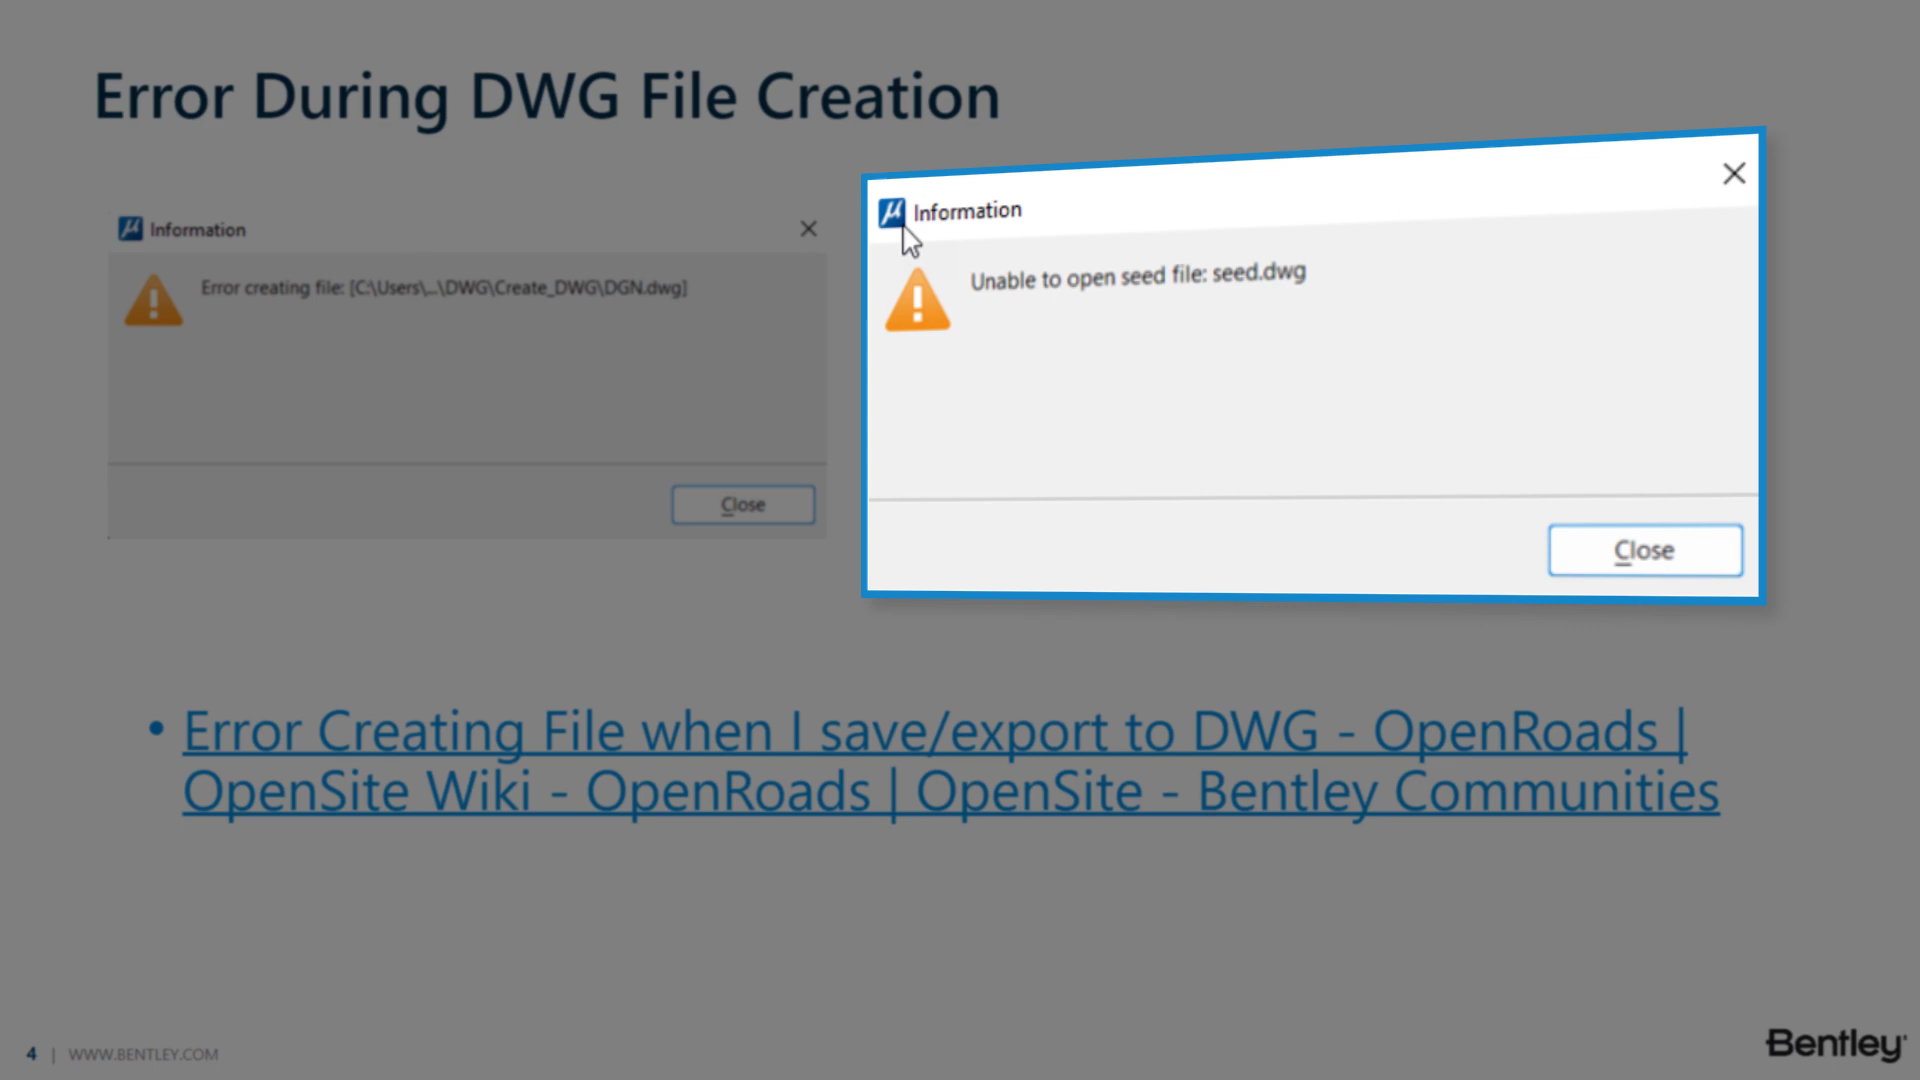 Error During DWG File Creation
Information
Error creating file: [C:\Users\...\DWG\Create_DWG\DGN.dwg]
Close
Information
Unable to open seed file: seed.dwg
Close
• Error Creating File when I save/export to DWG - OpenRoads |
OpenSite Wiki - OpenRoads | OpenSite - Bentley Communities
4 | WWW.BENTLEY.COM
Bentley